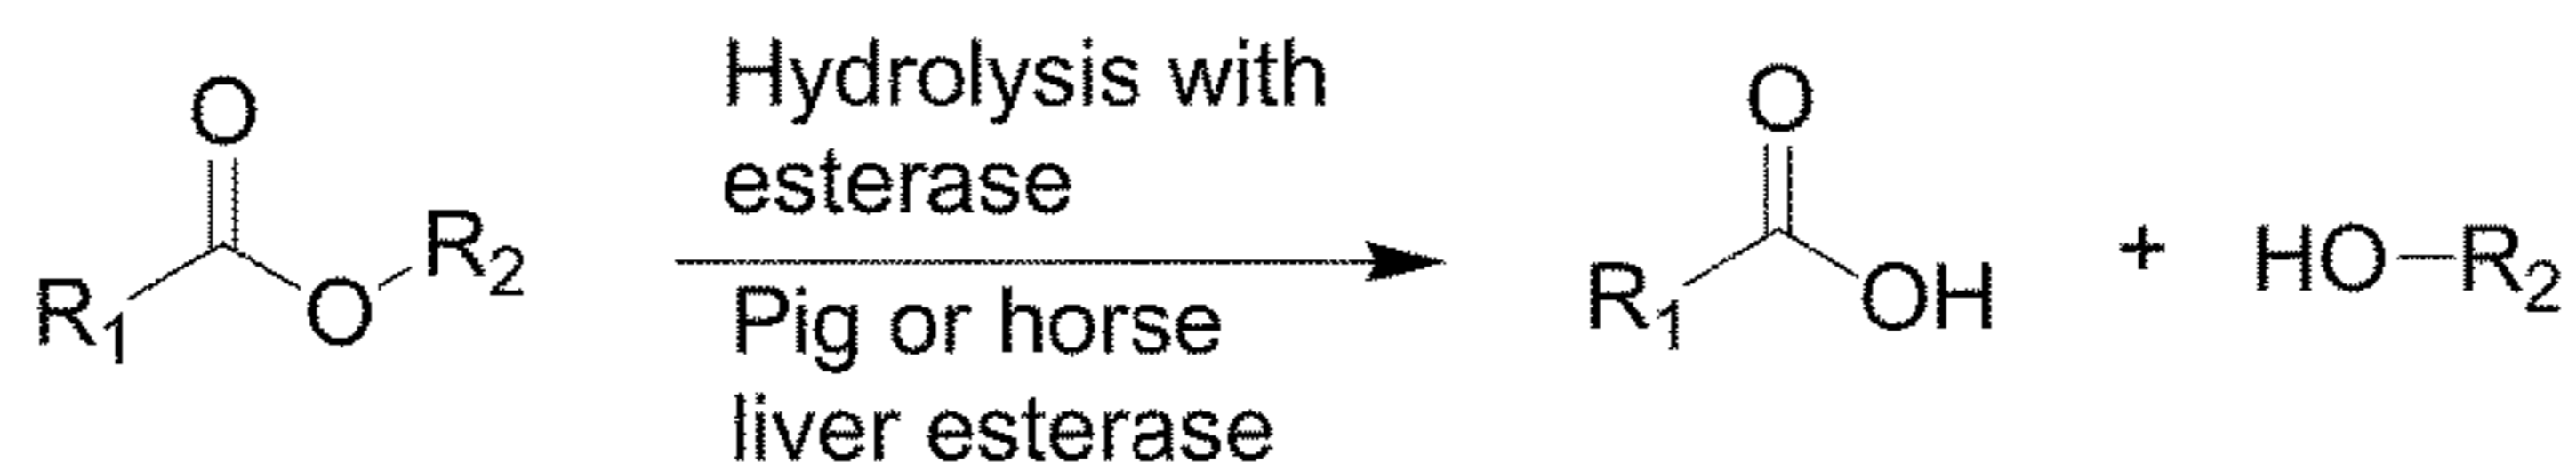 O
R₁
O
R₂
Hydrolysis with
esterase
Pig or horse
liver esterase
O
R₁
OH
+
HO–R₂